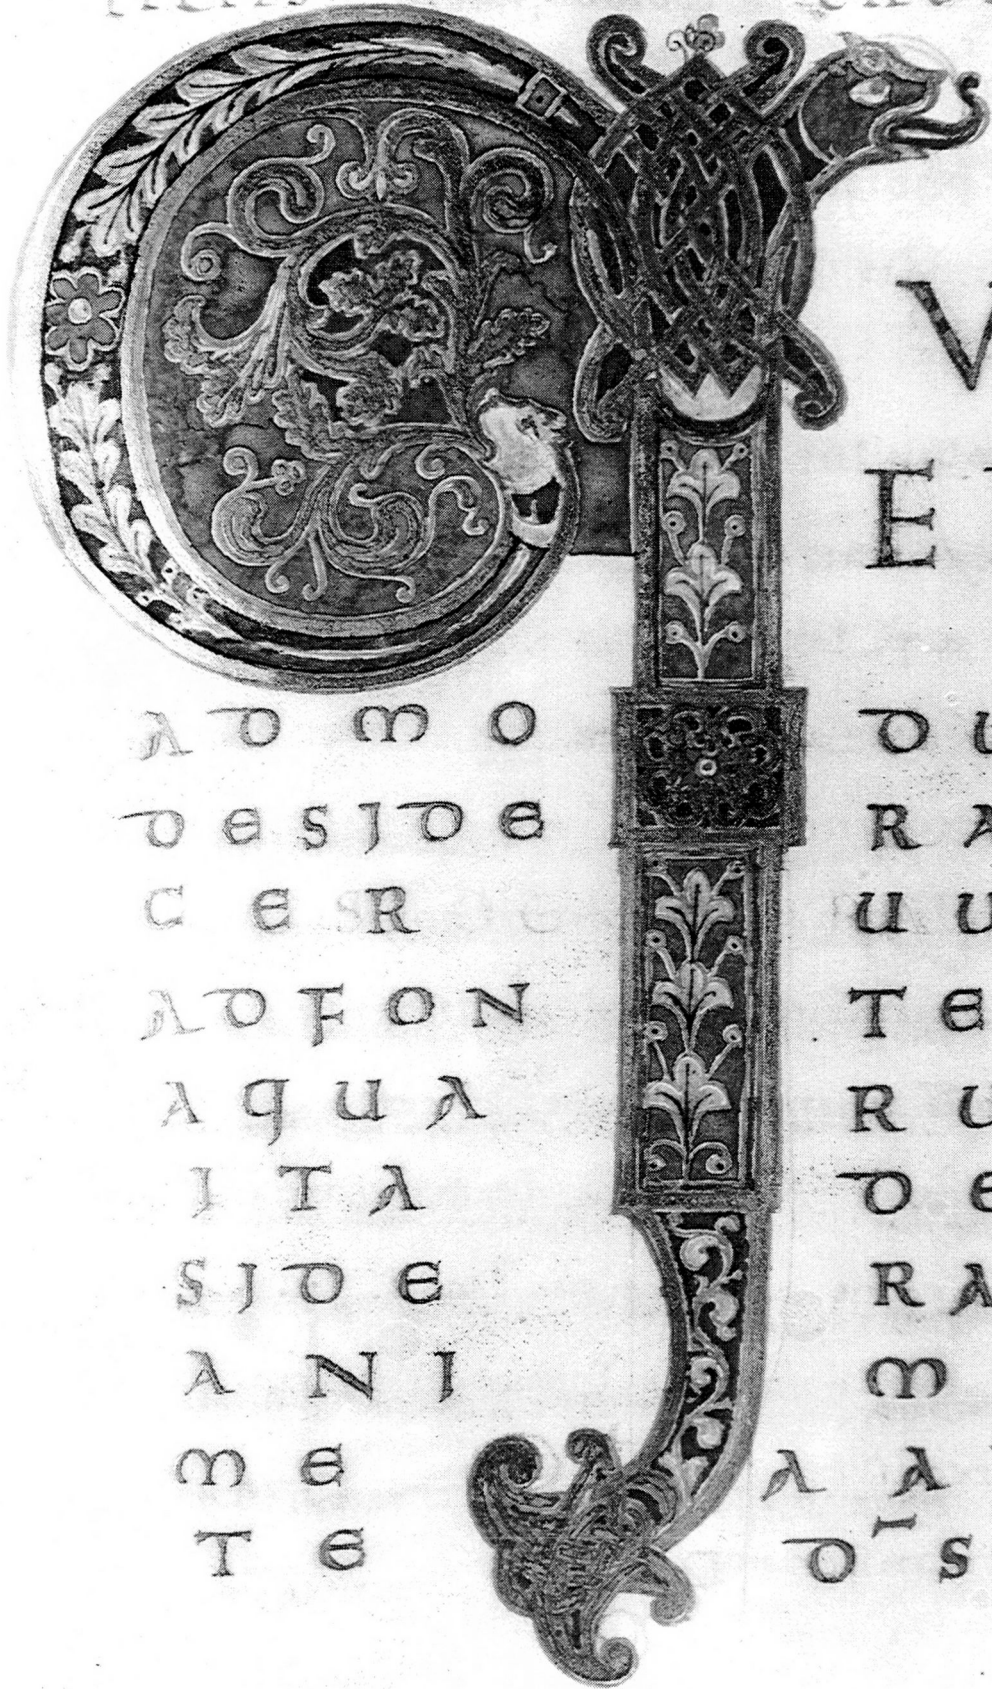 Q V
E
ADMO DU
DESIDE RA
CER UU
ADFON TE
AQUA RU
ITA DE
SIDE RA
ANI M
ME A A
TE D̄S